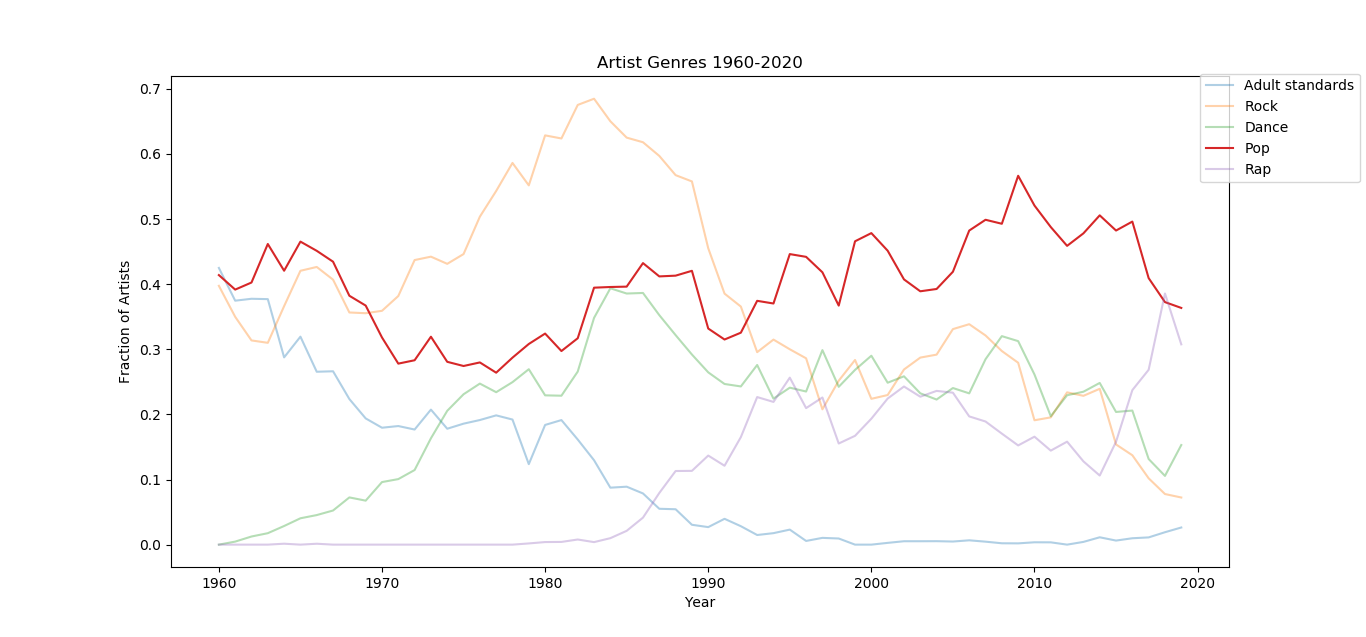 Artist Genres 1960-2020
Adult standards
Rock
Dance
Pop
Rap
Fraction of Artists
0.7
0.6
0.5
0.4
0.3
0.2
0.1
0.0
1960 1970 1980 1990 2000 2010 2020
Year